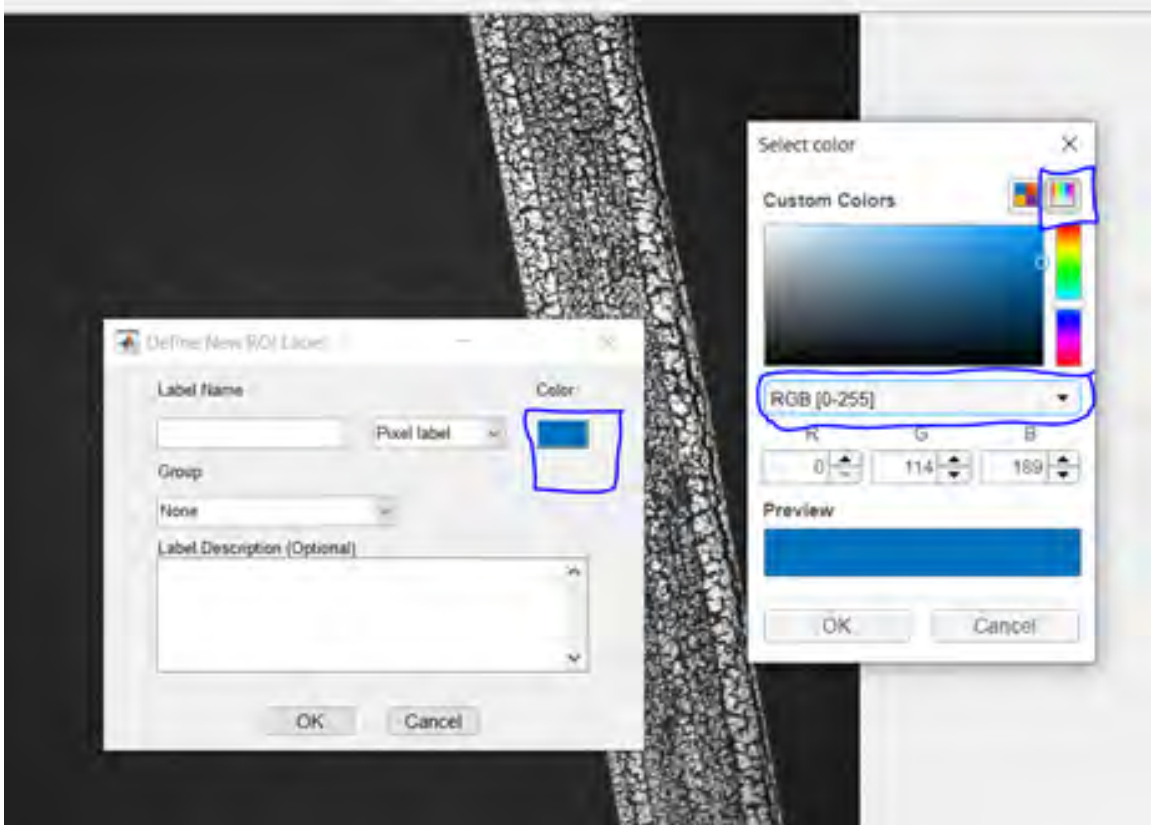 Define New ROI Label
Label Name
Color
Pixel label
Group
None
Label Description (Optional)
OK
Cancel
Select color
Custom Colors
RGB [0-255]
R
G
B
0
114
189
Preview
OK
Cancel